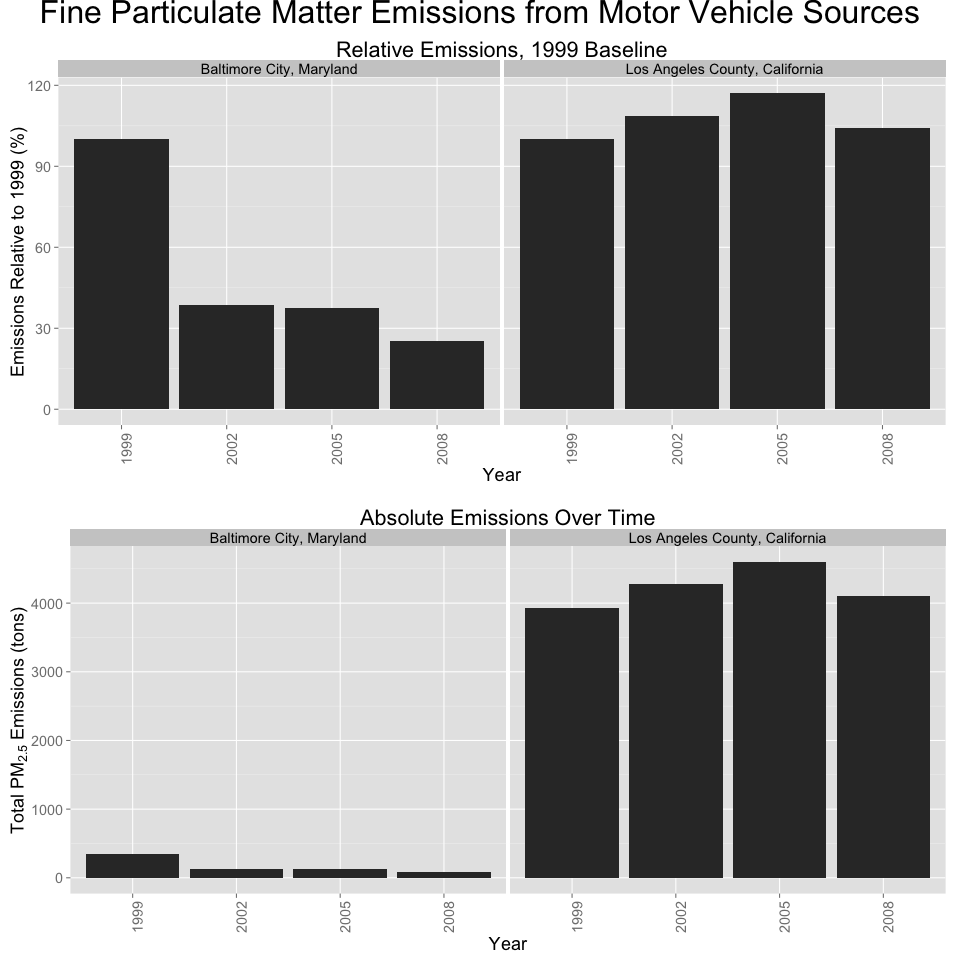 Fine Particulate Matter Emissions from Motor Vehicle Sources
Relative Emissions, 1999 Baseline
Baltimore City, Maryland
Los Angeles County, California
Emissions Relative to 1999 (%)
120
90
60
30
0
1999
2002
2005
2008
1999
2002
2005
2008
Year
Absolute Emissions Over Time
Baltimore City, Maryland
Los Angeles County, California
Total PM2.5 Emissions (tons)
4000
3000
2000
1000
0
1999
2002
2005
2008
1999
2002
2005
2008
Year